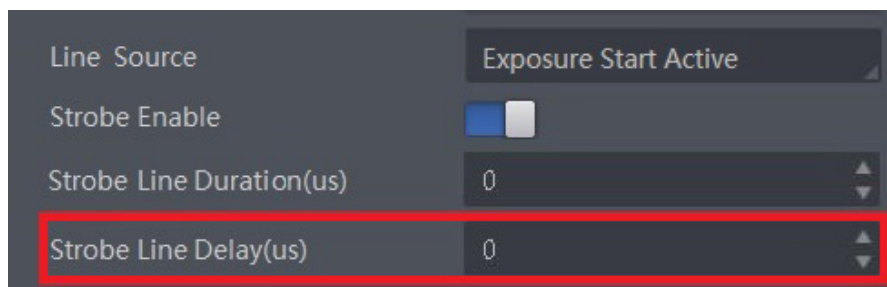 Line Source Exposure Start Active
Strobe Enable
Strobe Line Duration(us) 0
Strobe Line Delay(us) 0